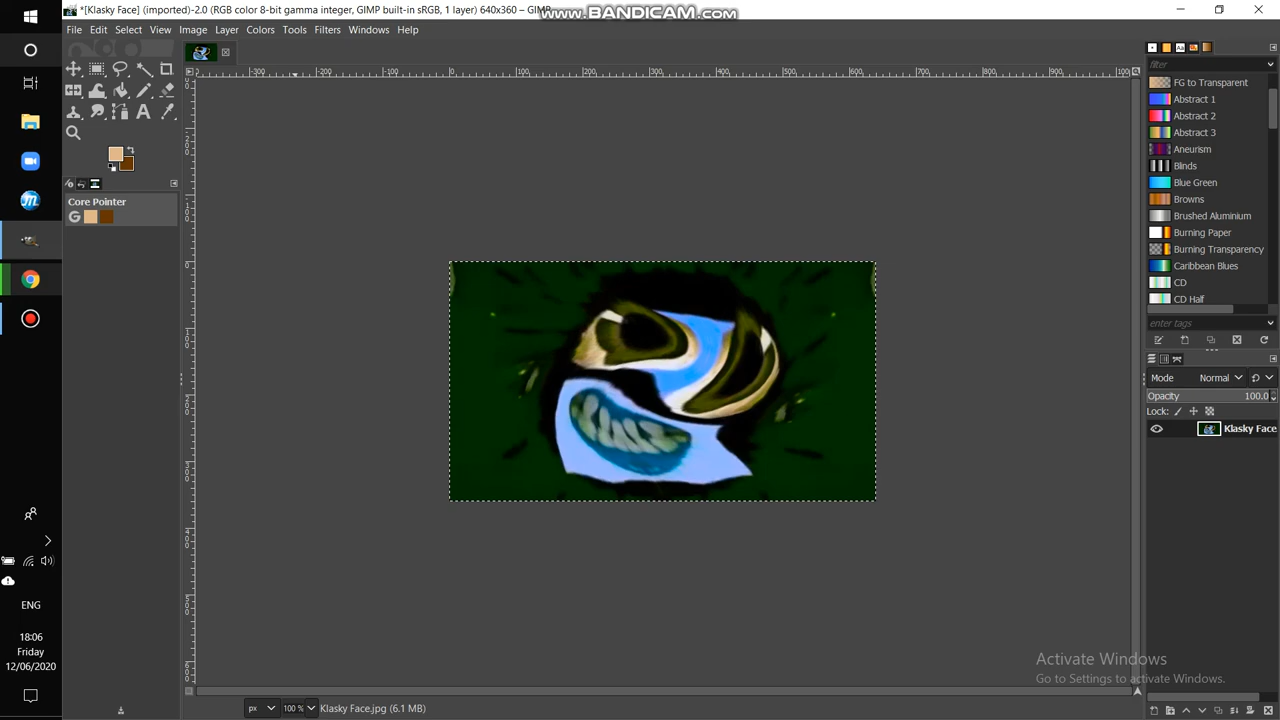 *[Klasky Face] (imported)-2.0 (RGB color 8-bit gamma integer, GIMP built-in sRGB, 1 layer) 640x360 – GIMP
www.BANDICAM.com
File Edit Select View Image Layer Colors Tools Filters Windows Help
filter
FG to Transparent
Abstract 1
Abstract 2
Abstract 3
Aneurism
Blinds
Blue Green
Browns
Brushed Aluminium
Burning Paper
Burning Transparency
Caribbean Blues
CD
CD Half
enter tags
Core Pointer
Mode Normal
Opacity 100.0
Lock:
Klasky Face
ENG
18:06
Friday
12/06/2020
Activate Windows
Go to Settings to activate Windows.
px 100 % Klasky Face.jpg (6.1 MB)